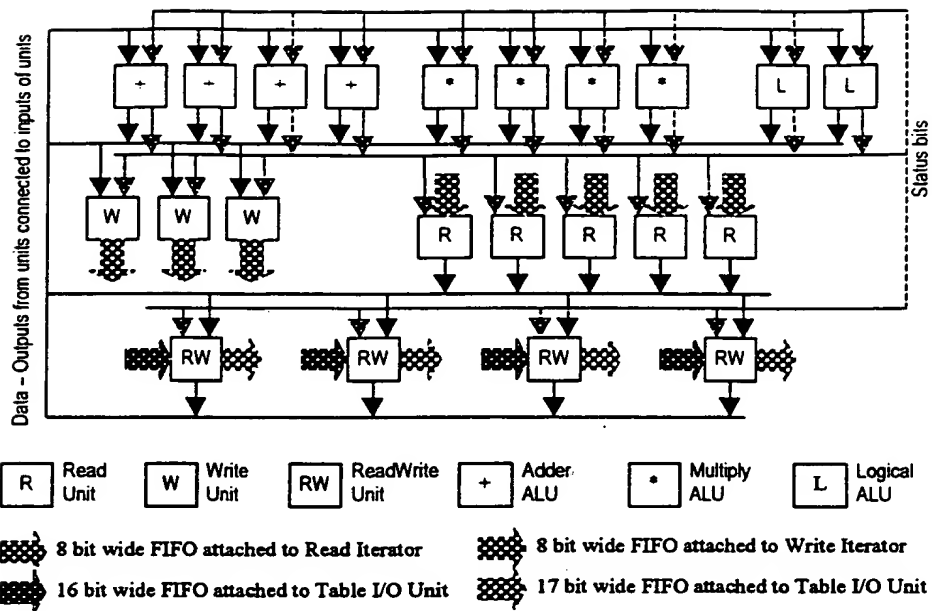 Data – Outputs from units connected to inputs of units
Status bits
+ + + + * * * * L L
W W W
R R R R R
RW RW RW RW
R Read Unit
W Write Unit
RW ReadWrite Unit
+ Adder ALU
* Multiply ALU
L Logical ALU
8 bit wide FIFO attached to Read Iterator
8 bit wide FIFO attached to Write Iterator
16 bit wide FIFO attached to Table I/O Unit
17 bit wide FIFO attached to Table I/O Unit